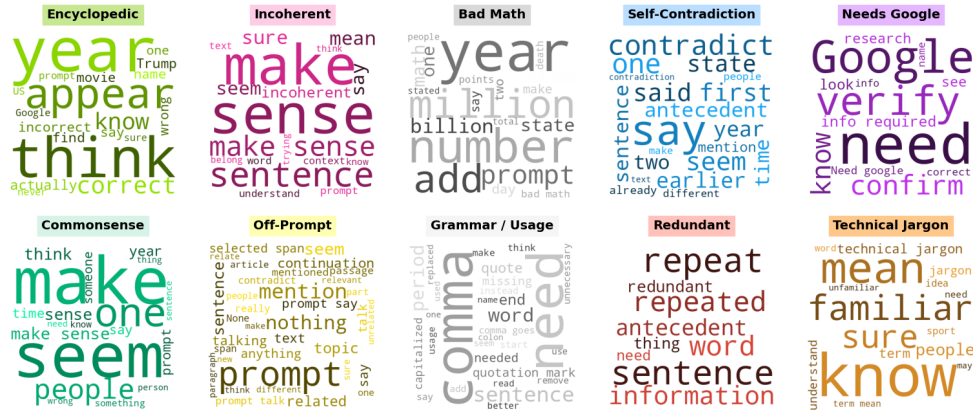 Encyclopedic
year
one
Trump
prompt movie name
US
appear
Google
know
wrong
incorrect say
find sure
think
actually
never
correct
Incoherent
text sure mean
think
make
say
seem
incoherent
sense
make sense
belong word trying context know
sentence
understand prompt
Bad Math
people
math
one
year
death
points
stated
say
two
make
million
billion total state
number
add prompt
day bad math
Self-Contradiction
contradict
one state
contradiction people
sentence
said first
antecedent
say year
make mention
two seem time
text earlier
already different
Needs Google
research
Google
name
look info see
verify
info required
know
need
Need google correct
confirm
Commonsense
think year
thing
make
someone
time sense one
sentence
need know
make sense say
seem
prompt
people person
wrong something
Off-Prompt
selected span seem
relate
article continuation
sentence
mentioned passage
contradict relevant
people mention part
really prompt say
None
make nothing
talk
unrelated
talking text
span anything topic
new
paragraph
prompt
sure
say
think different one
prompt talk related
Grammar / Usage
make think
replaced
period
comma
quote
missing
instead
need
unnecessary
name end
used
word
capitalized
one
usage
comma goes
colon
seem start
needed use
quotation mark
read remove
add sentence
say better
Redundant
repeat
redundant
repeated
antecedent
thing word
need
sentence
information
Technical Jargon
word technical jargon
mean jargon
idea
unfamiliar need
familiar
sure sport
term people
understand
know
may
term mean